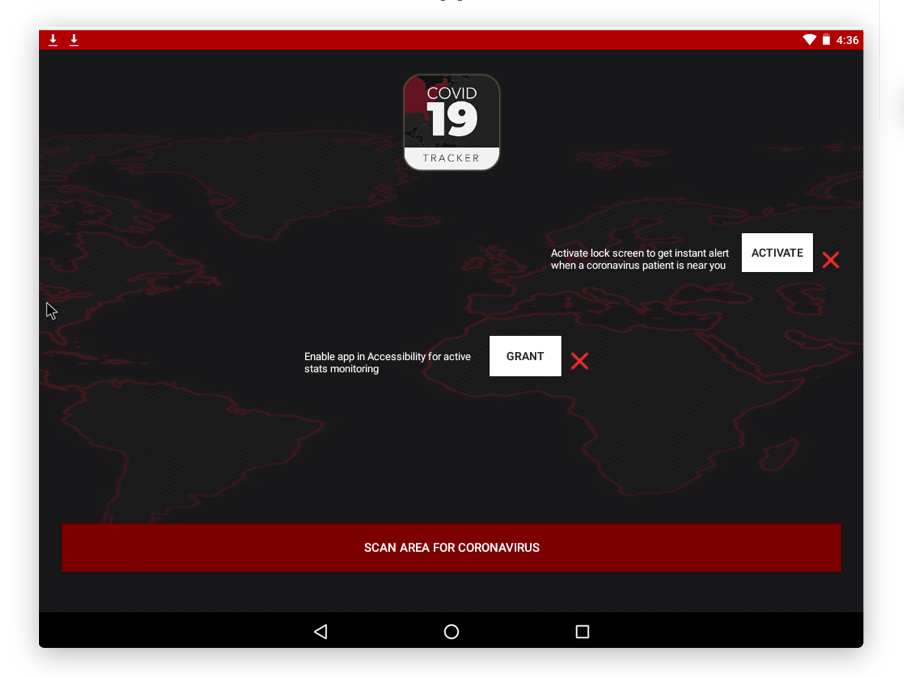 4:36
COVID
19
TRACKER
Activate lock screen to get instant alert
when a coronavirus patient is near you
ACTIVATE
Enable app in Accessibility for active
stats monitoring
GRANT
SCAN AREA FOR CORONAVIRUS